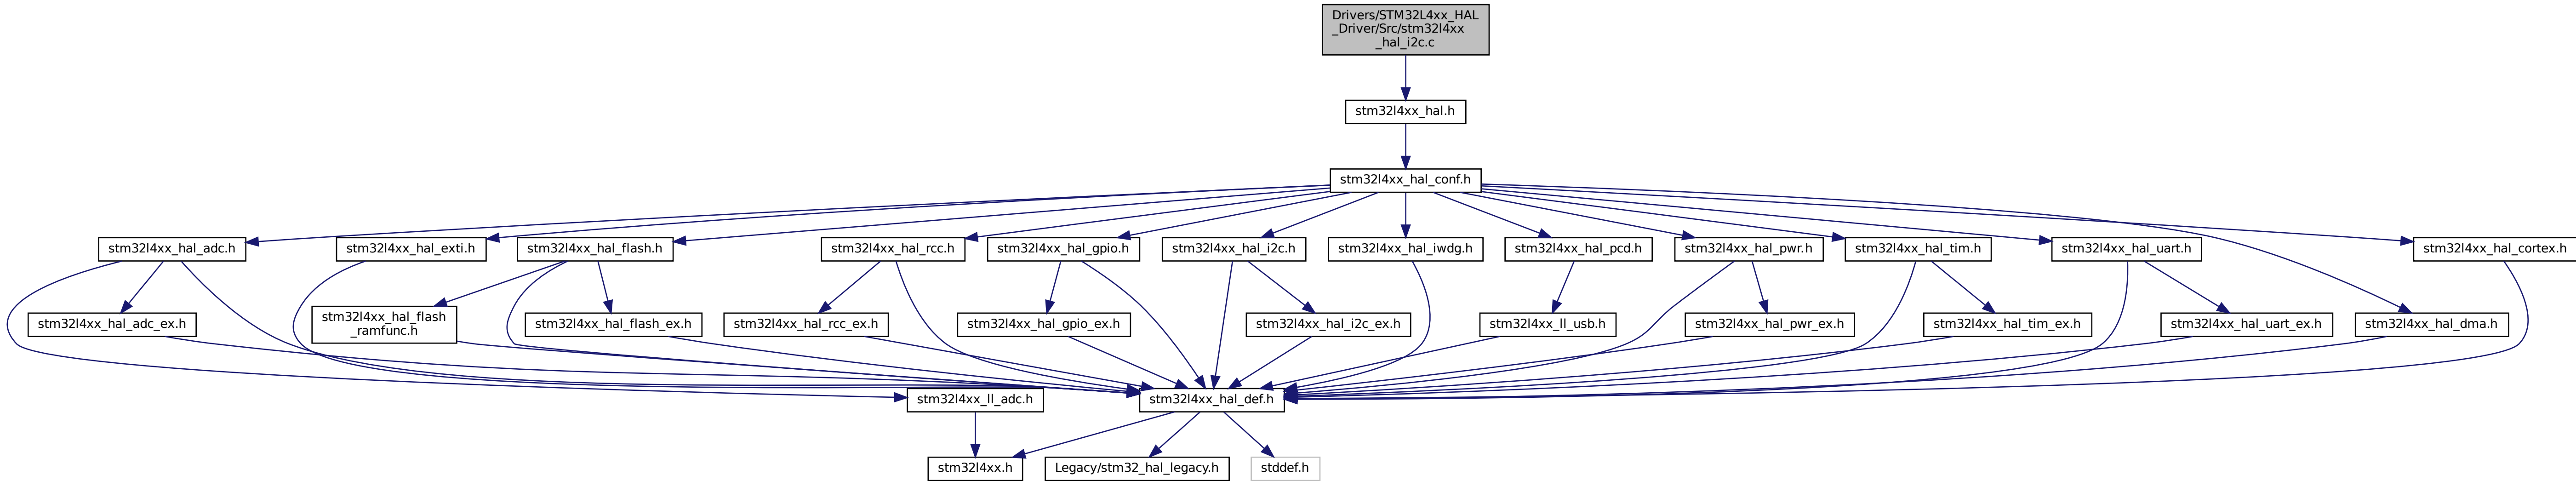 Drivers/STM32L4xx_HAL
_Driver/Src/stm32l4xx
_hal_i2c.c
stm32l4xx_hal.h
stm32l4xx_hal_conf.h
stm32l4xx_hal_adc.h
stm32l4xx_hal_exti.h
stm32l4xx_hal_flash.h
stm32l4xx_hal_rcc.h
stm32l4xx_hal_gpio.h
stm32l4xx_hal_i2c.h
stm32l4xx_hal_iwdg.h
stm32l4xx_hal_pcd.h
stm32l4xx_hal_pwr.h
stm32l4xx_hal_tim.h
stm32l4xx_hal_uart.h
stm32l4xx_hal_cortex.h
stm32l4xx_hal_adc_ex.h
stm32l4xx_hal_flash
_ramfunc.h
stm32l4xx_hal_flash_ex.h
stm32l4xx_hal_rcc_ex.h
stm32l4xx_hal_gpio_ex.h
stm32l4xx_hal_i2c_ex.h
stm32l4xx_ll_usb.h
stm32l4xx_hal_pwr_ex.h
stm32l4xx_hal_tim_ex.h
stm32l4xx_hal_uart_ex.h
stm32l4xx_hal_dma.h
stm32l4xx_ll_adc.h
stm32l4xx_hal_def.h
stm32l4xx.h
Legacy/stm32_hal_legacy.h
stddef.h